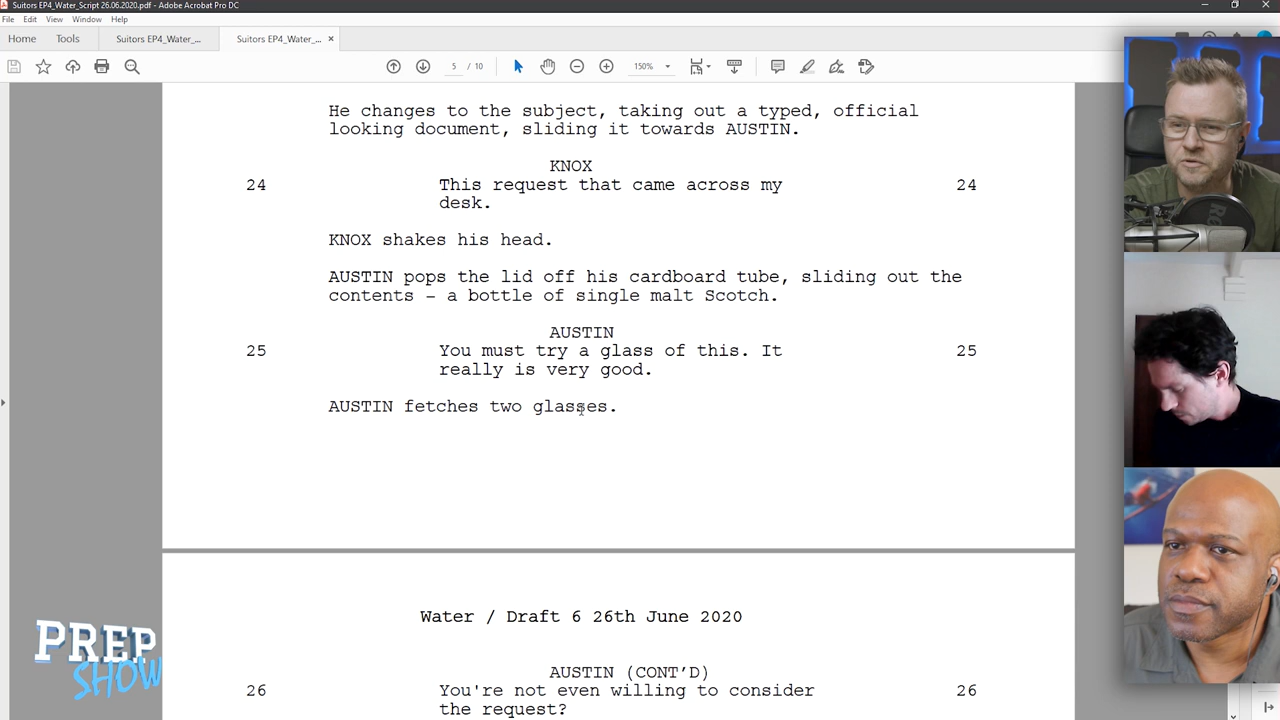 Suitors EP4_Water_Script 26.06.2020.pdf - Adobe Acrobat Pro DC
File Edit View Window Help
Home Tools Suitors EP4_Water_... Suitors EP4_Water_... ×
5 / 10 150%
He changes to the subject, taking out a typed, official
looking document, sliding it towards AUSTIN.
KNOX
24 This request that came across my 24
desk.
KNOX shakes his head.
AUSTIN pops the lid off his cardboard tube, sliding out the
contents – a bottle of single malt Scotch.
AUSTIN
25 You must try a glass of this. It 25
really is very good.
AUSTIN fetches two glasses.
Water / Draft 6 26th June 2020
AUSTIN (CONT’D)
26 You're not even willing to consider 26
the request?
PREP
SHOW